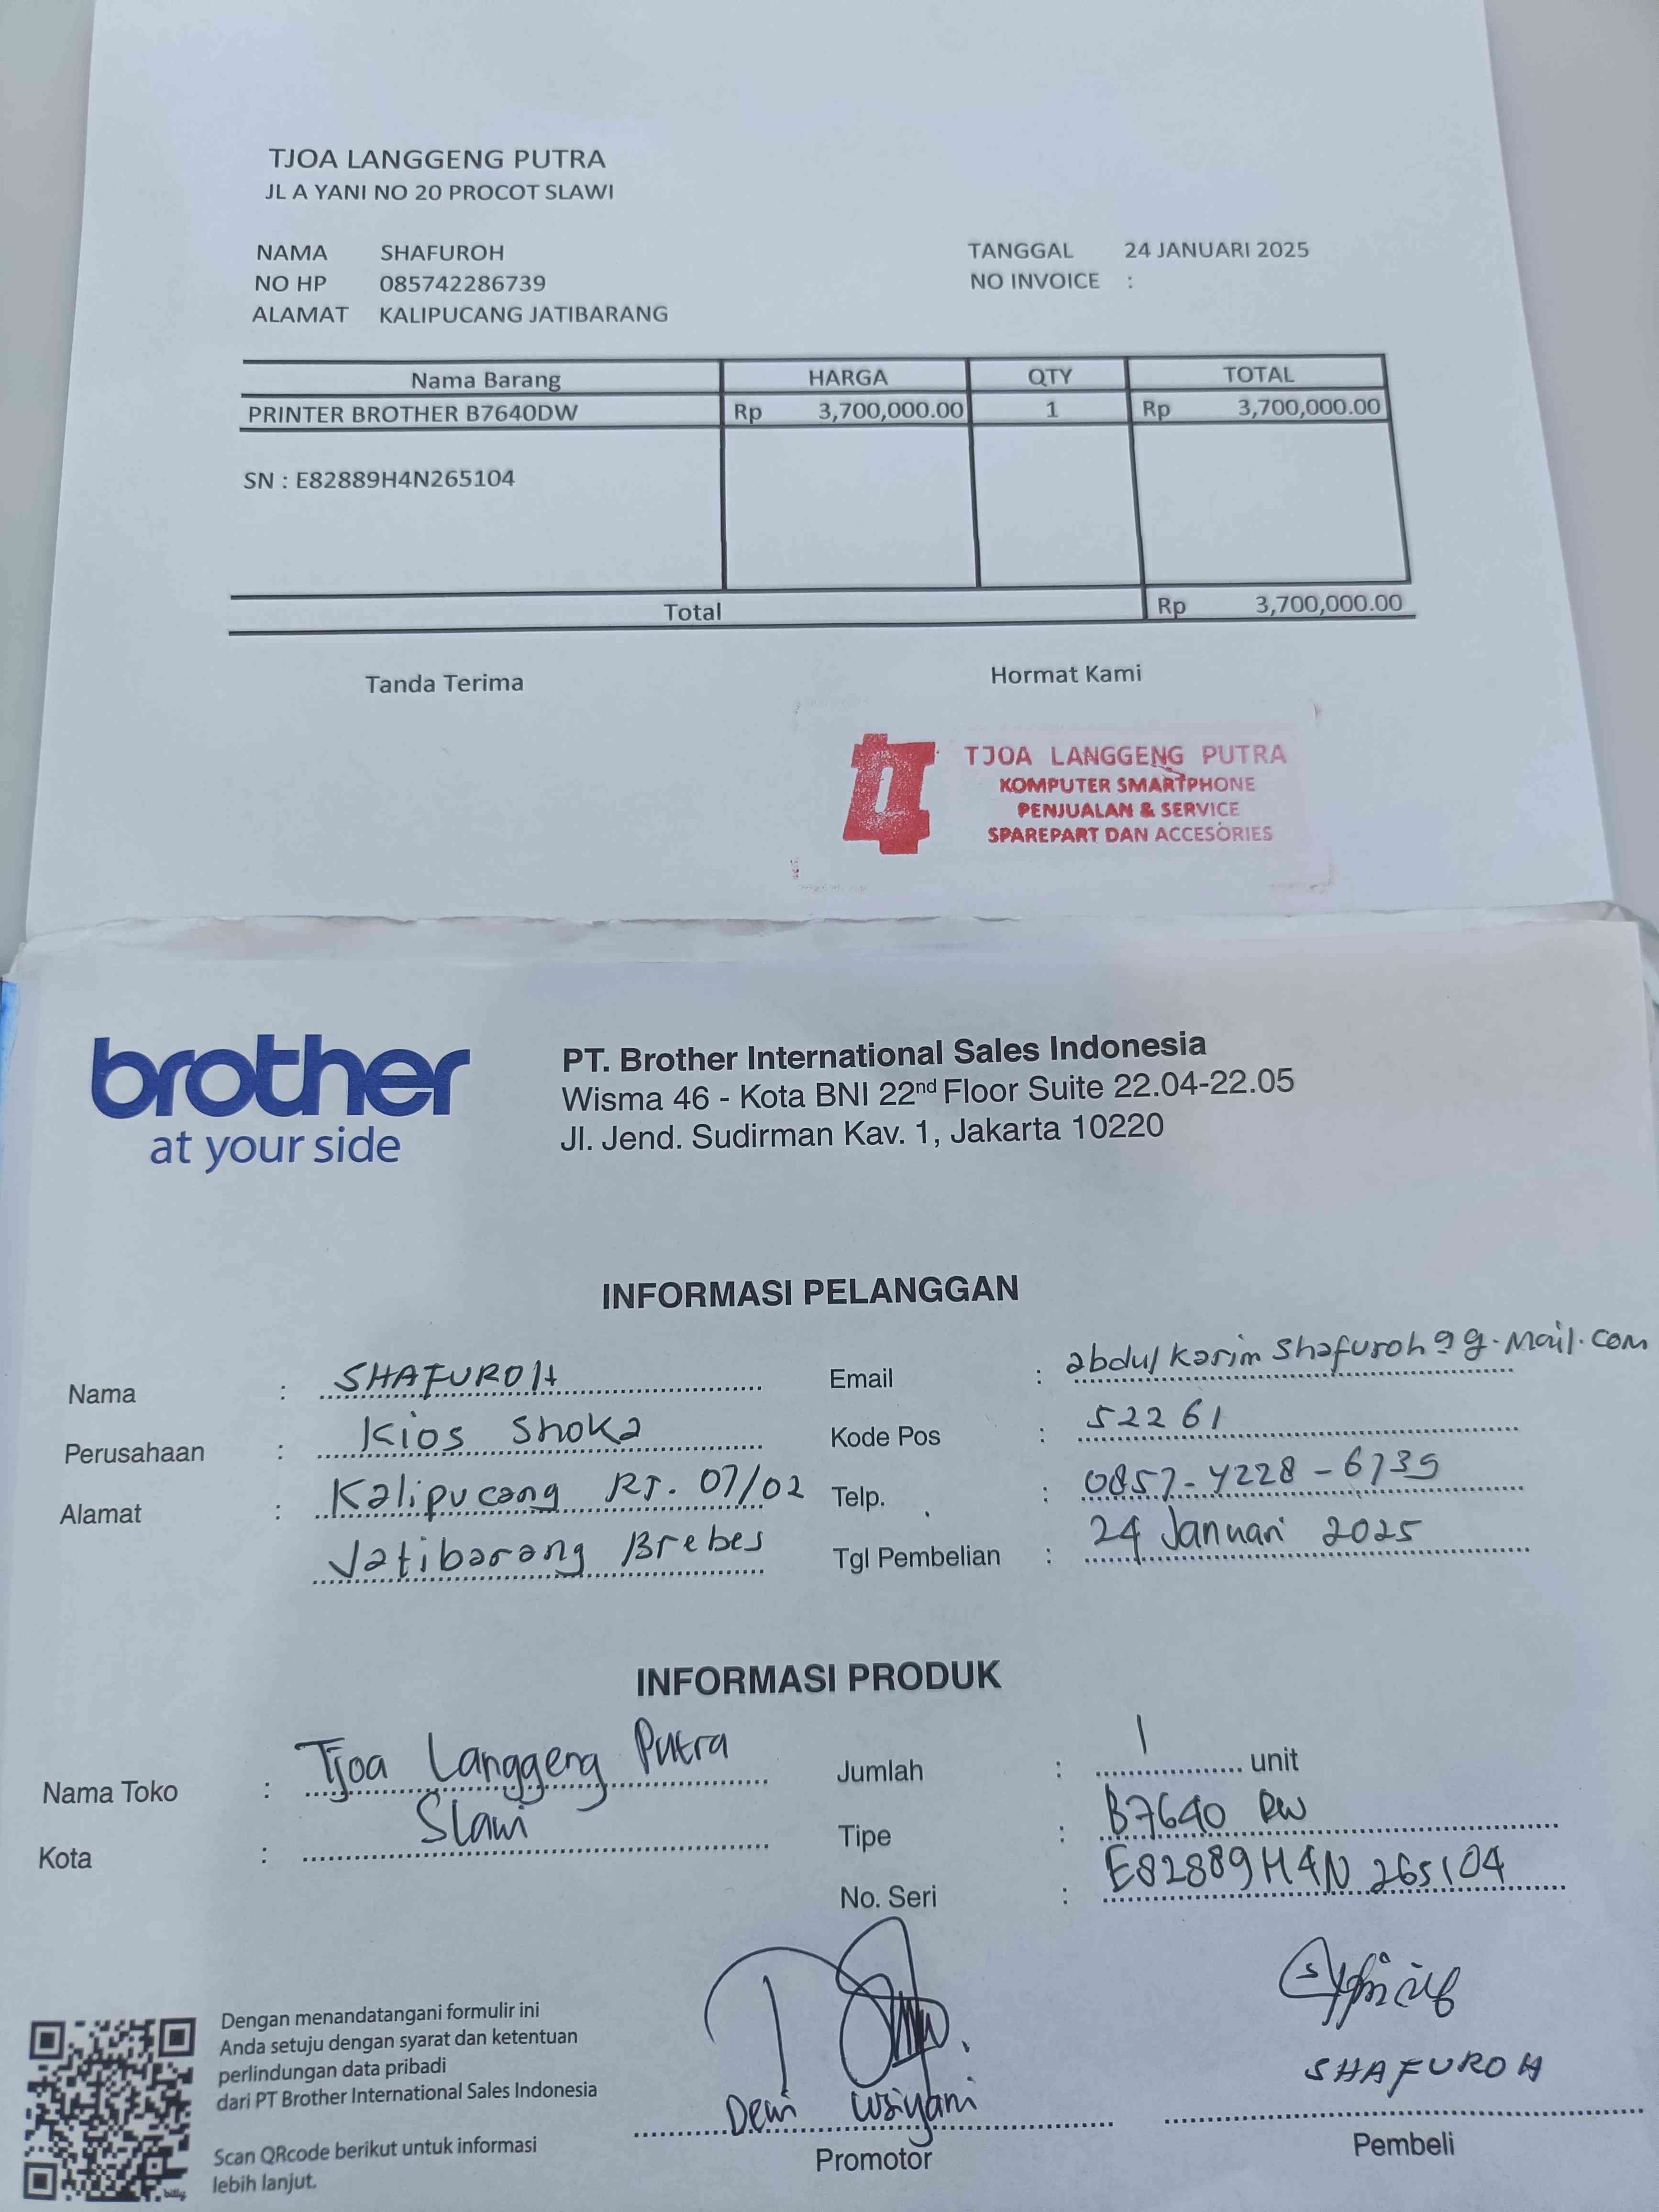 TJOA LANGGENG PUTRA
JL A YANI NO 20 PROCOT SLAWI
NAMA SHAFUROH TANGGAL 24 JANUARI 2025
NO HP 085742286739 NO INVOICE :
ALAMAT KALIPUCANG JATIBARANG
Nama Barang HARGA QTY TOTAL
PRINTER BROTHER B7640DW Rp 3,700,000.00 1 Rp 3,700,000.00
SN : E82889H4N265104
Total Rp 3,700,000.00
Tanda Terima Hormat Kami
TJOA LANGGENG PUTRA
KOMPUTER SMARTPHONE
PENJUALAN & SERVICE
SPAREPART DAN ACCESORIES
brother
at your side
PT. Brother International Sales Indonesia
Wisma 46 - Kota BNI 22nd Floor Suite 22.04-22.05
Jl. Jend. Sudirman Kav. 1, Jakarta 10220
INFORMASI PELANGGAN
Nama : SHAFUROH Email : abdulkarimshafuroh@g.mail.com
Perusahaan : Kios Shoka Kode Pos : 52261
Alamat : Kalipucang RT. 07/02 Telp. : 0857-4228-6739
Jatibarang Brebes Tgl Pembelian : 24 Januari 2025
INFORMASI PRODUK
Nama Toko : Tjoa Langgeng Putra Jumlah : 1 unit
Kota : Slawi Tipe : B7640 DW
No. Seri : E82889H4N265104
Dengan menandatangani formulir ini
Anda setuju dengan syarat dan ketentuan
perlindungan data pribadi
dari PT Brother International Sales Indonesia
Scan QRcode berikut untuk informasi
lebih lanjut.
bitly
Dewi Wsiyani SHAFUROH
Promotor Pembeli